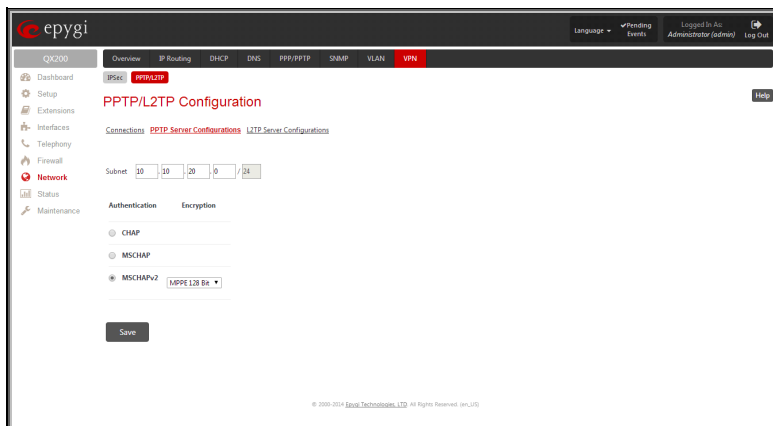 epygi
Language
Pending Events
Logged In As:
Administrator (admin)
Log Out
QX200
Overview IP Routing DHCP DNS PPP/PPTP SNMP VLAN VPN
Dashboard
Setup
Extensions
Interfaces
Telephony
Firewall
Network
Status
Maintenance
IPSec PPTP/L2TP
PPTP/L2TP Configuration
Help
Connections PPTP Server Configurations L2TP Server Configurations
Subnet 10 . 10 . 20 . 0 / 24
Authentication Encryption
CHAP
MSCHAP
MSCHAPv2 MPPE 128 Bit
Save
© 2000-2014 Epygi Technologies, LTD. All Rights Reserved. (en_US)